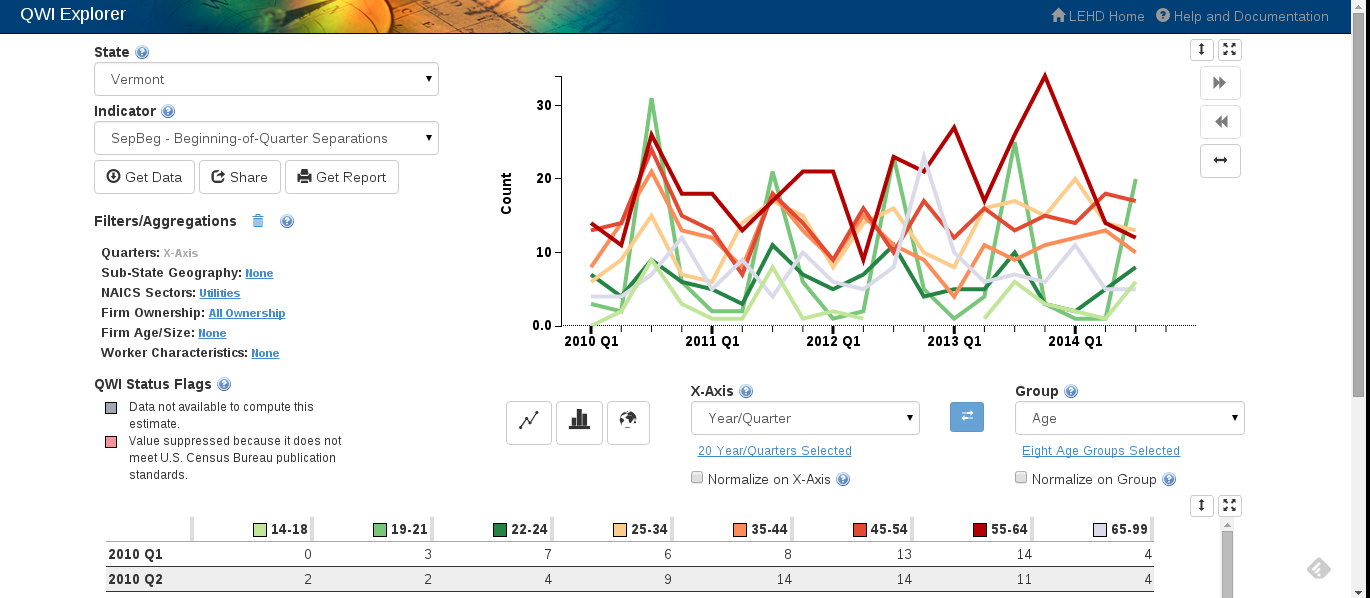 QWI Explorer
LEHD Home
Help and Documentation
State
Vermont
Indicator
SepBeg - Beginning-of-Quarter Separations
Get Data
Share
Get Report
Filters/Aggregations
Quarters: X-Axis
Sub-State Geography: None
NAICS Sectors: Utilities
Firm Ownership: All Ownership
Firm Age/Size: None
Worker Characteristics: None
QWI Status Flags
Data not available to compute this
estimate.
Value suppressed because it does not
meet U.S. Census Bureau publication
standards.
Count
30
20
10
0.0
2010 Q1 2011 Q1 2012 Q1 2013 Q1 2014 Q1
X-Axis
Year/Quarter
20 Year/Quarters Selected
Normalize on X-Axis
Group
Age
Eight Age Groups Selected
Normalize on Group
14-18 19-21 22-24 25-34 35-44 45-54 55-64 65-99
2010 Q1 0 3 7 6 8 13 14 4
2010 Q2 2 2 4 9 14 14 11 4